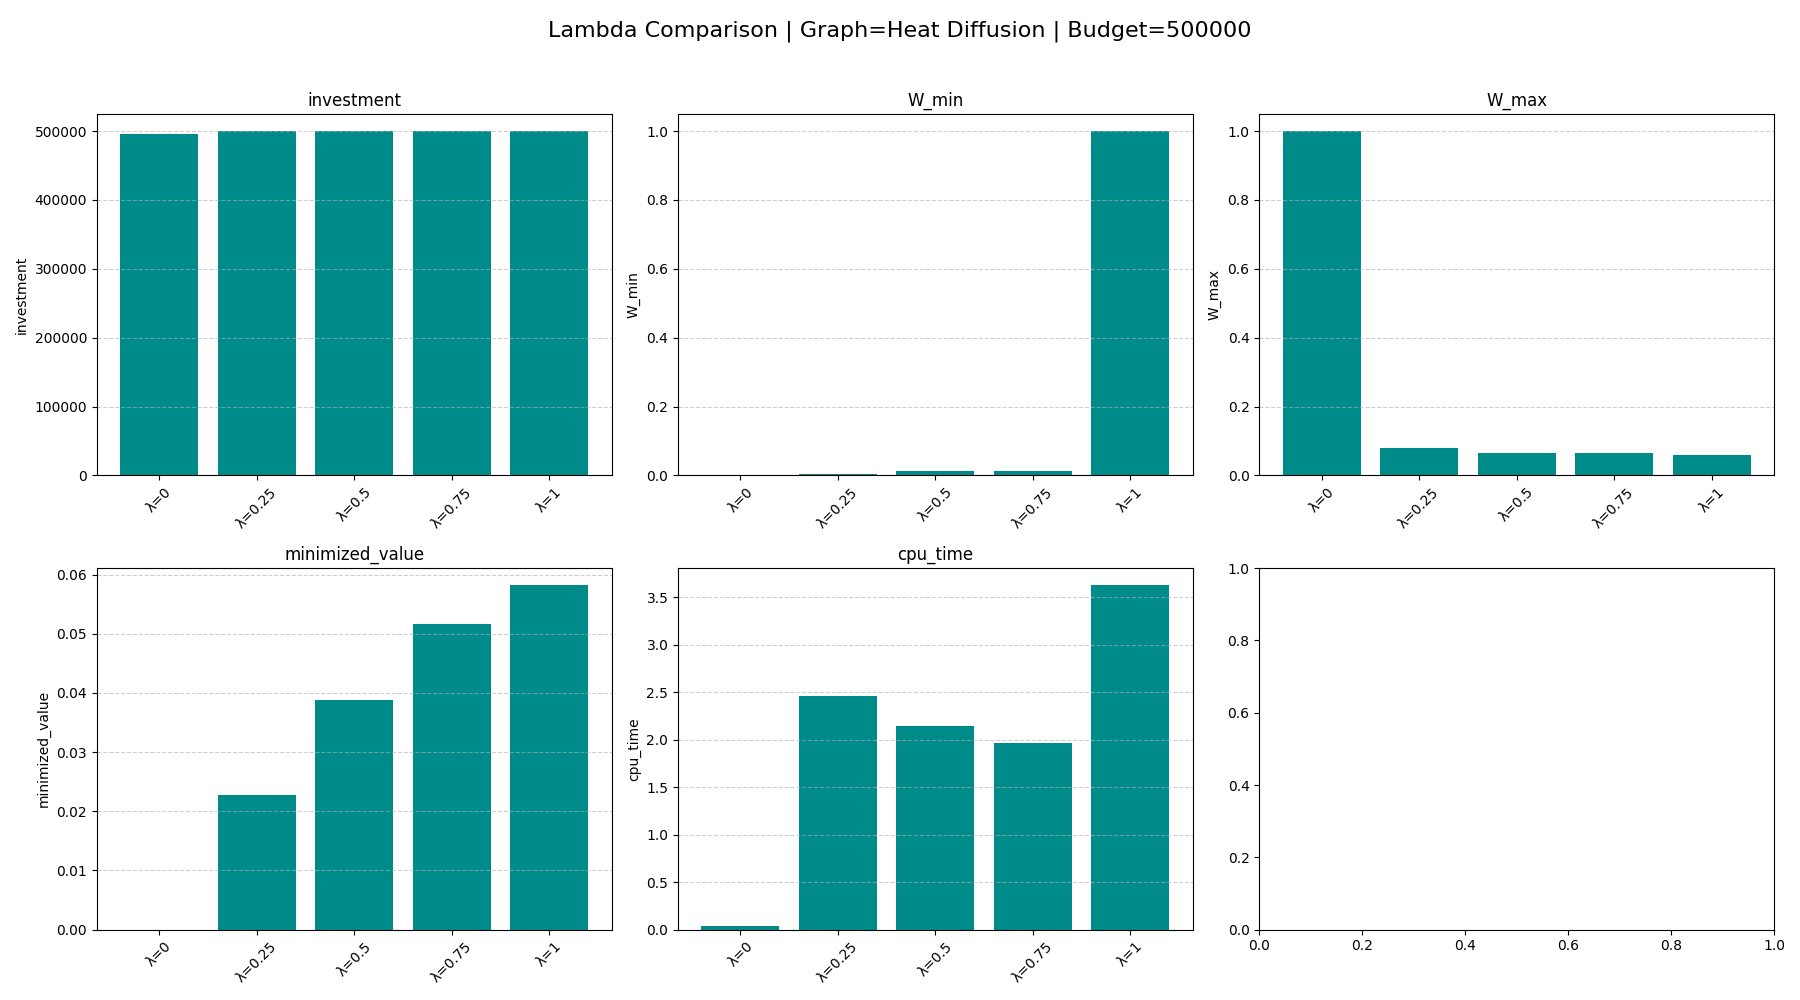 Lambda Comparison | Graph=Heat Diffusion | Budget=500000
investment
investment
500000
400000
300000
200000
100000
0
λ=0
λ=0.25
λ=0.5
λ=0.75
λ=1
W_min
W_min
1.0
0.8
0.6
0.4
0.2
0.0
λ=0
λ=0.25
λ=0.5
λ=0.75
λ=1
W_max
W_max
1.0
0.8
0.6
0.4
0.2
0.0
λ=0
λ=0.25
λ=0.5
λ=0.75
λ=1
minimized_value
minimized_value
0.06
0.05
0.04
0.03
0.02
0.01
0.00
λ=0
λ=0.25
λ=0.5
λ=0.75
λ=1
cpu_time
cpu_time
3.5
3.0
2.5
2.0
1.5
1.0
0.5
0.0
λ=0
λ=0.25
λ=0.5
λ=0.75
λ=1
1.0
0.8
0.6
0.4
0.2
0.0
0.0 0.2 0.4 0.6 0.8 1.0